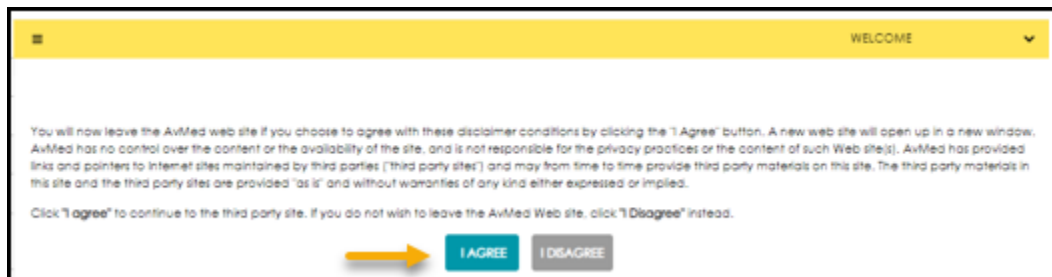 WELCOME
You will now leave the AvMed web site if you choose to agree with these disclaimer conditions by clicking the "I Agree" button. A new web site will open up in a new window.
AvMed has no control over the content or the availability of the site, and is not responsible for the privacy practices or the content of such Web site(s). AvMed has provided
links and pointers to Internet sites maintained by third parties ("third party sites") and may from time to time provide third party materials on this site. The third party materials in
this site and the third party sites are provided "as is" and without warranties of any kind either expressed or implied.
Click "I agree" to continue to the third party site. If you do not wish to leave the AvMed Web site, click "I Disagree" instead.
I AGREE I DISAGREE